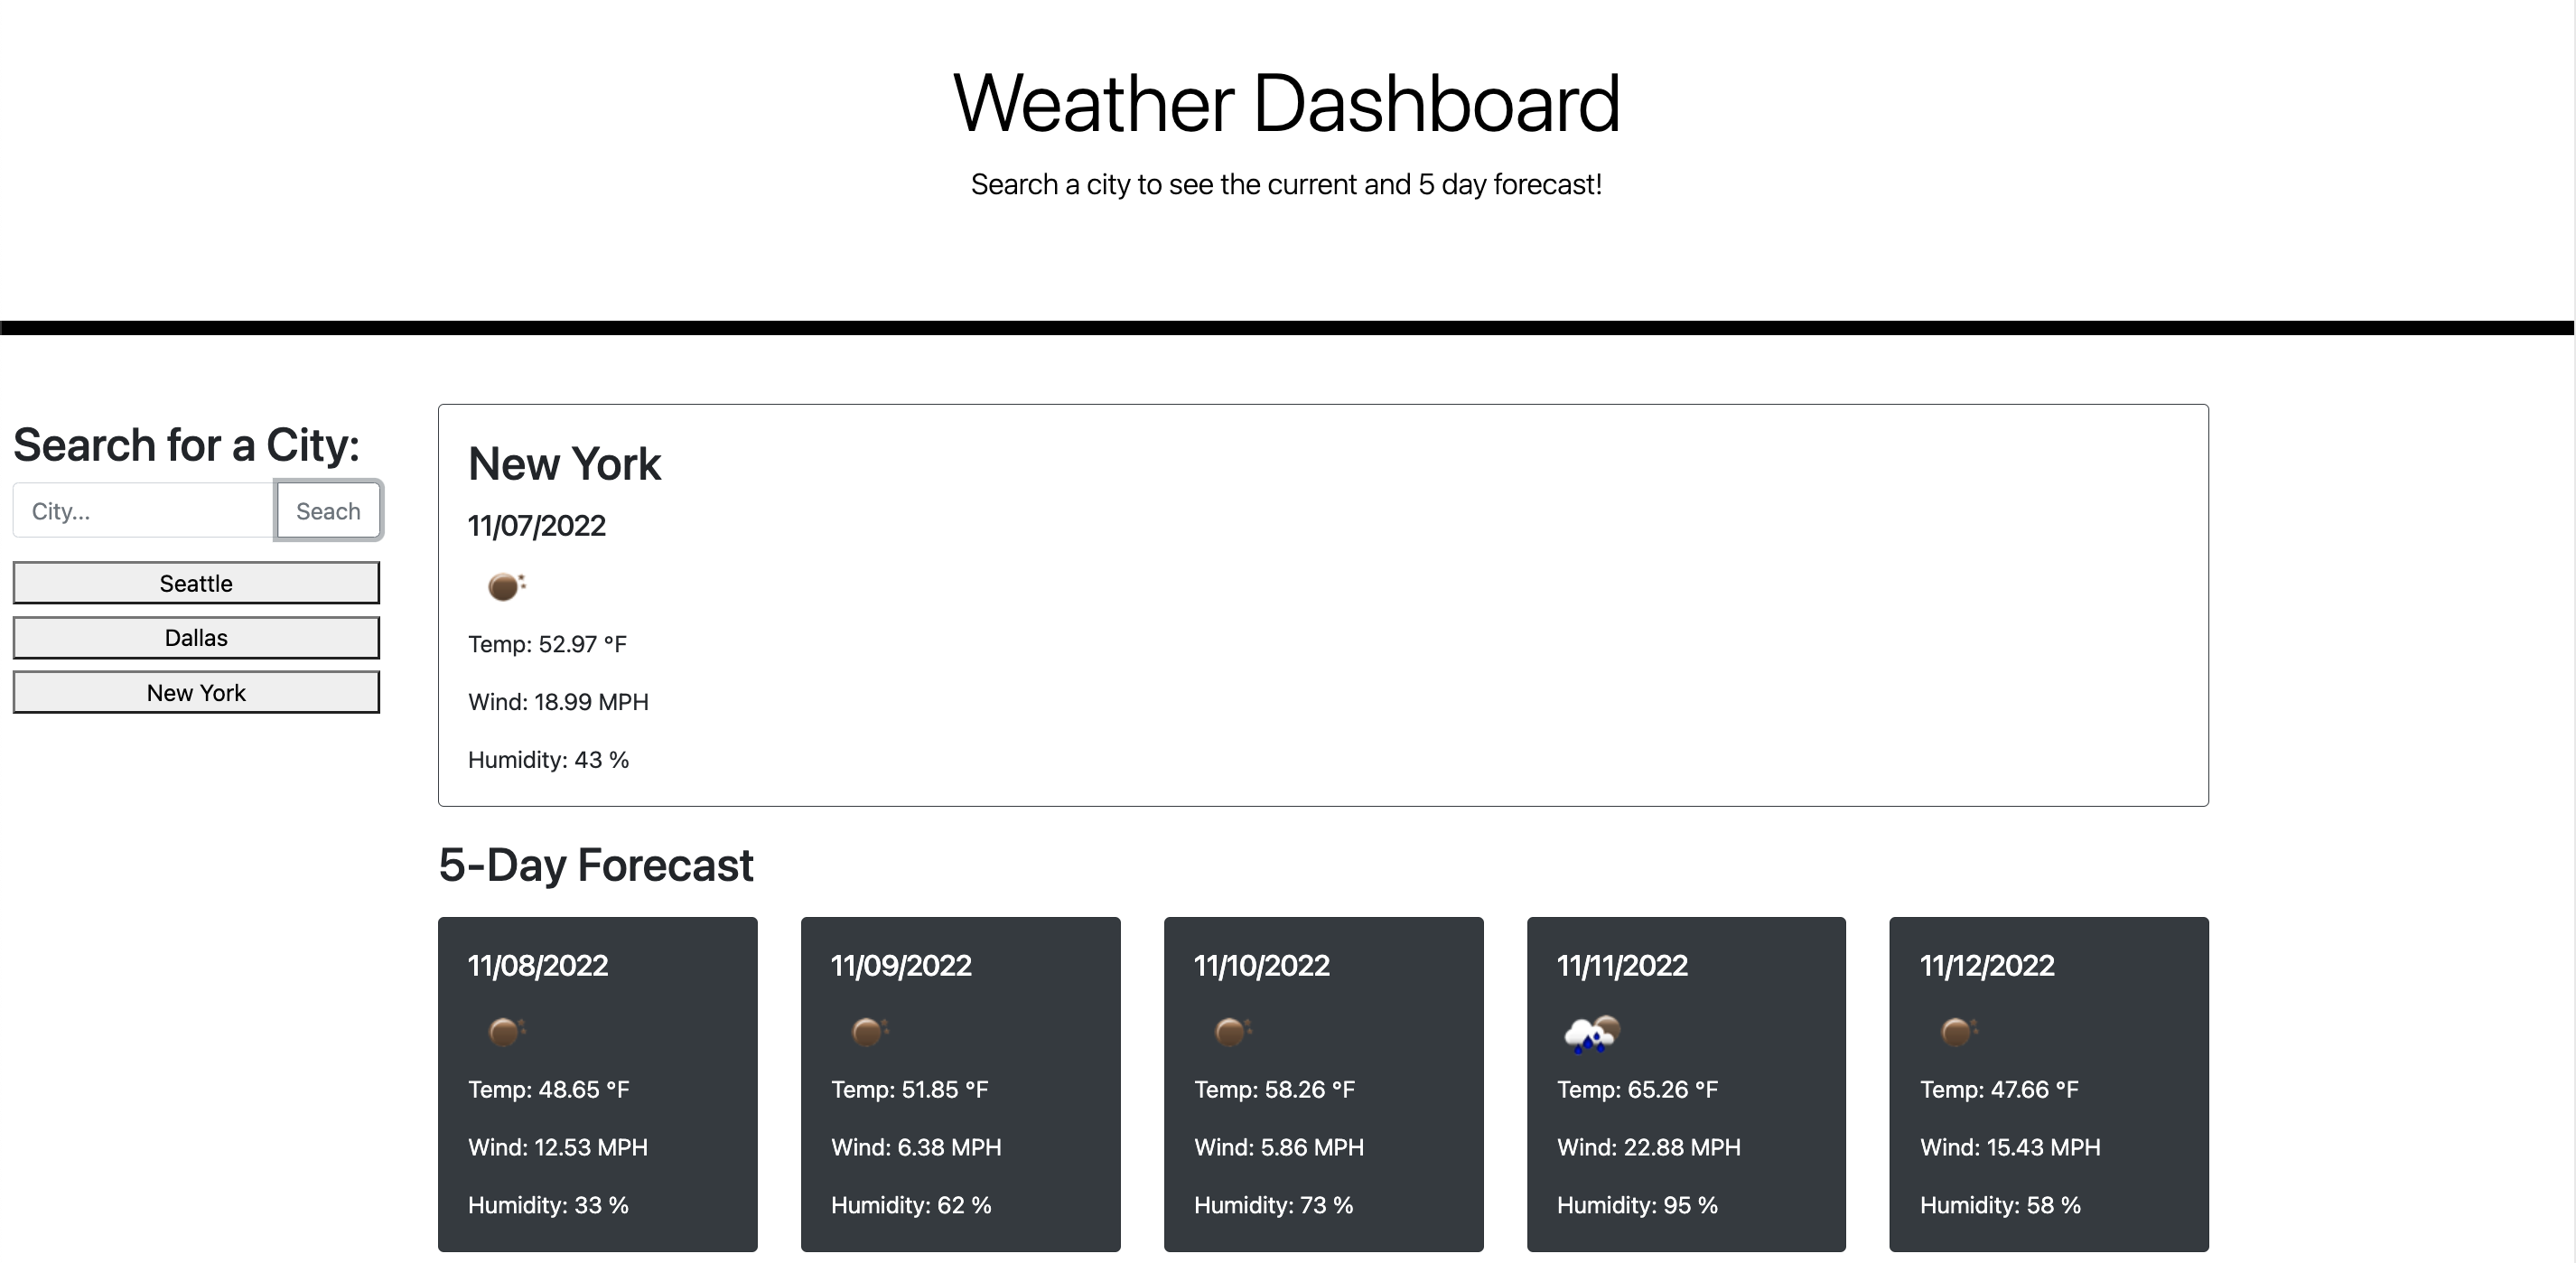 Weather Dashboard
Search a city to see the current and 5 day forecast!
Search for a City:
City...
Seach
Seattle
Dallas
New York
New York
11/07/2022
Temp: 52.97 °F
Wind: 18.99 MPH
Humidity: 43 %
5-Day Forecast
11/08/2022
Temp: 48.65 °F
Wind: 12.53 MPH
Humidity: 33 %
11/09/2022
Temp: 51.85 °F
Wind: 6.38 MPH
Humidity: 62 %
11/10/2022
Temp: 58.26 °F
Wind: 5.86 MPH
Humidity: 73 %
11/11/2022
Temp: 65.26 °F
Wind: 22.88 MPH
Humidity: 95 %
11/12/2022
Temp: 47.66 °F
Wind: 15.43 MPH
Humidity: 58 %